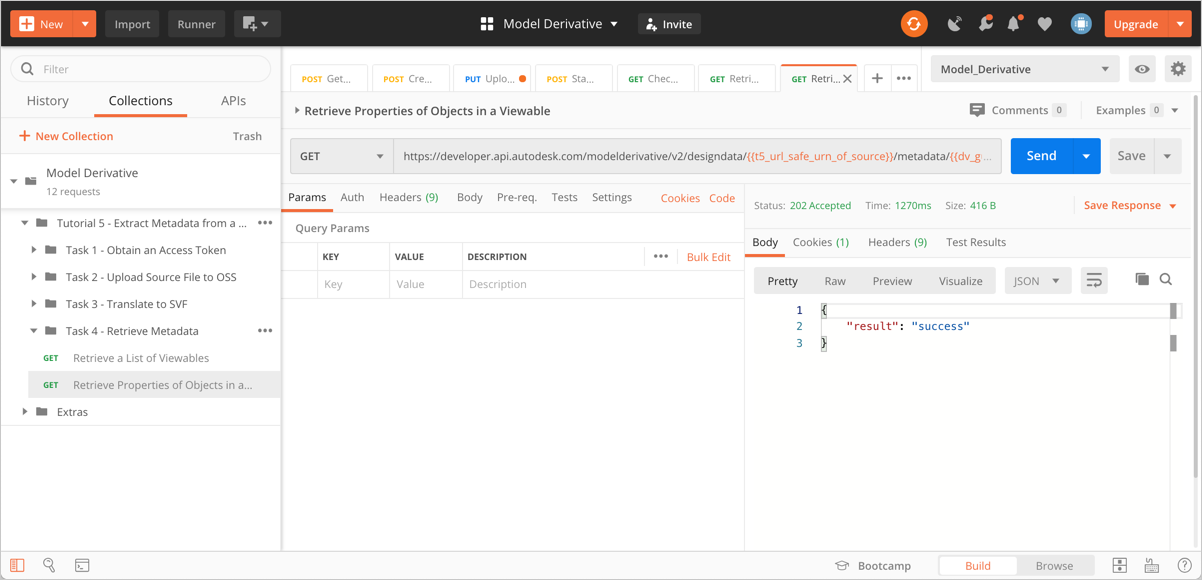 New
Import
Runner
Model Derivative
Invite
Upgrade
Filter
History
Collections
APIs
+ New Collection
Trash
Model Derivative
12 requests
Tutorial 5 - Extract Metadata from a ...
Task 1 - Obtain an Access Token
Task 2 - Upload Source File to OSS
Task 3 - Translate to SVF
Task 4 - Retrieve Metadata
GET Retrieve a List of Viewables
GET Retrieve Properties of Objects in a...
Extras
POST Get...
POST Cre...
PUT Uplo...
POST Sta...
GET Chec...
GET Retri...
GET Retri...
Model_Derivative
Retrieve Properties of Objects in a Viewable
Comments 0
Examples 0
GET
https://developer.api.autodesk.com/modelderivative/v2/designdata/{{t5_url_safe_urn_of_source}}/metadata/{{dv_g...
Send
Save
Params Auth Headers (9) Body Pre-req. Tests Settings Cookies Code
Query Params
KEY VALUE DESCRIPTION ••• Bulk Edit
Key Value Description
Status: 202 Accepted Time: 1270ms Size: 416 B Save Response
Body Cookies (1) Headers (9) Test Results
Pretty Raw Preview Visualize JSON
1 {
2 "result": "success"
3 }
Bootcamp
Build
Browse